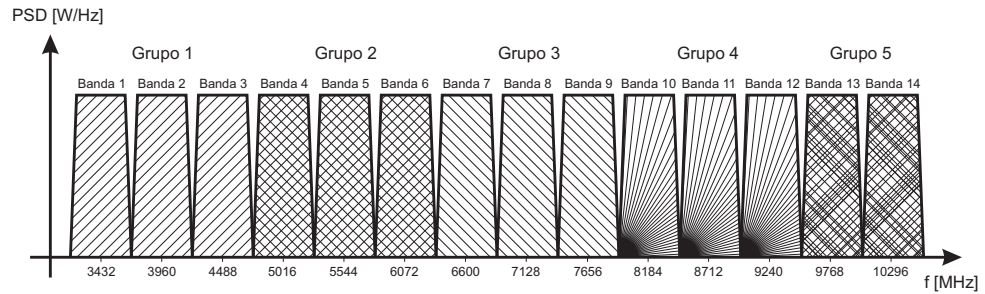 PSD [W/Hz]
Grupo 1 Grupo 2 Grupo 3 Grupo 4 Grupo 5
Banda 1 Banda 2 Banda 3 Banda 4 Banda 5 Banda 6 Banda 7 Banda 8 Banda 9 Banda 10 Banda 11 Banda 12 Banda 13 Banda 14
3432 3960 4488 5016 5544 6072 6600 7128 7656 8184 8712 9240 9768 10296
f [MHz]